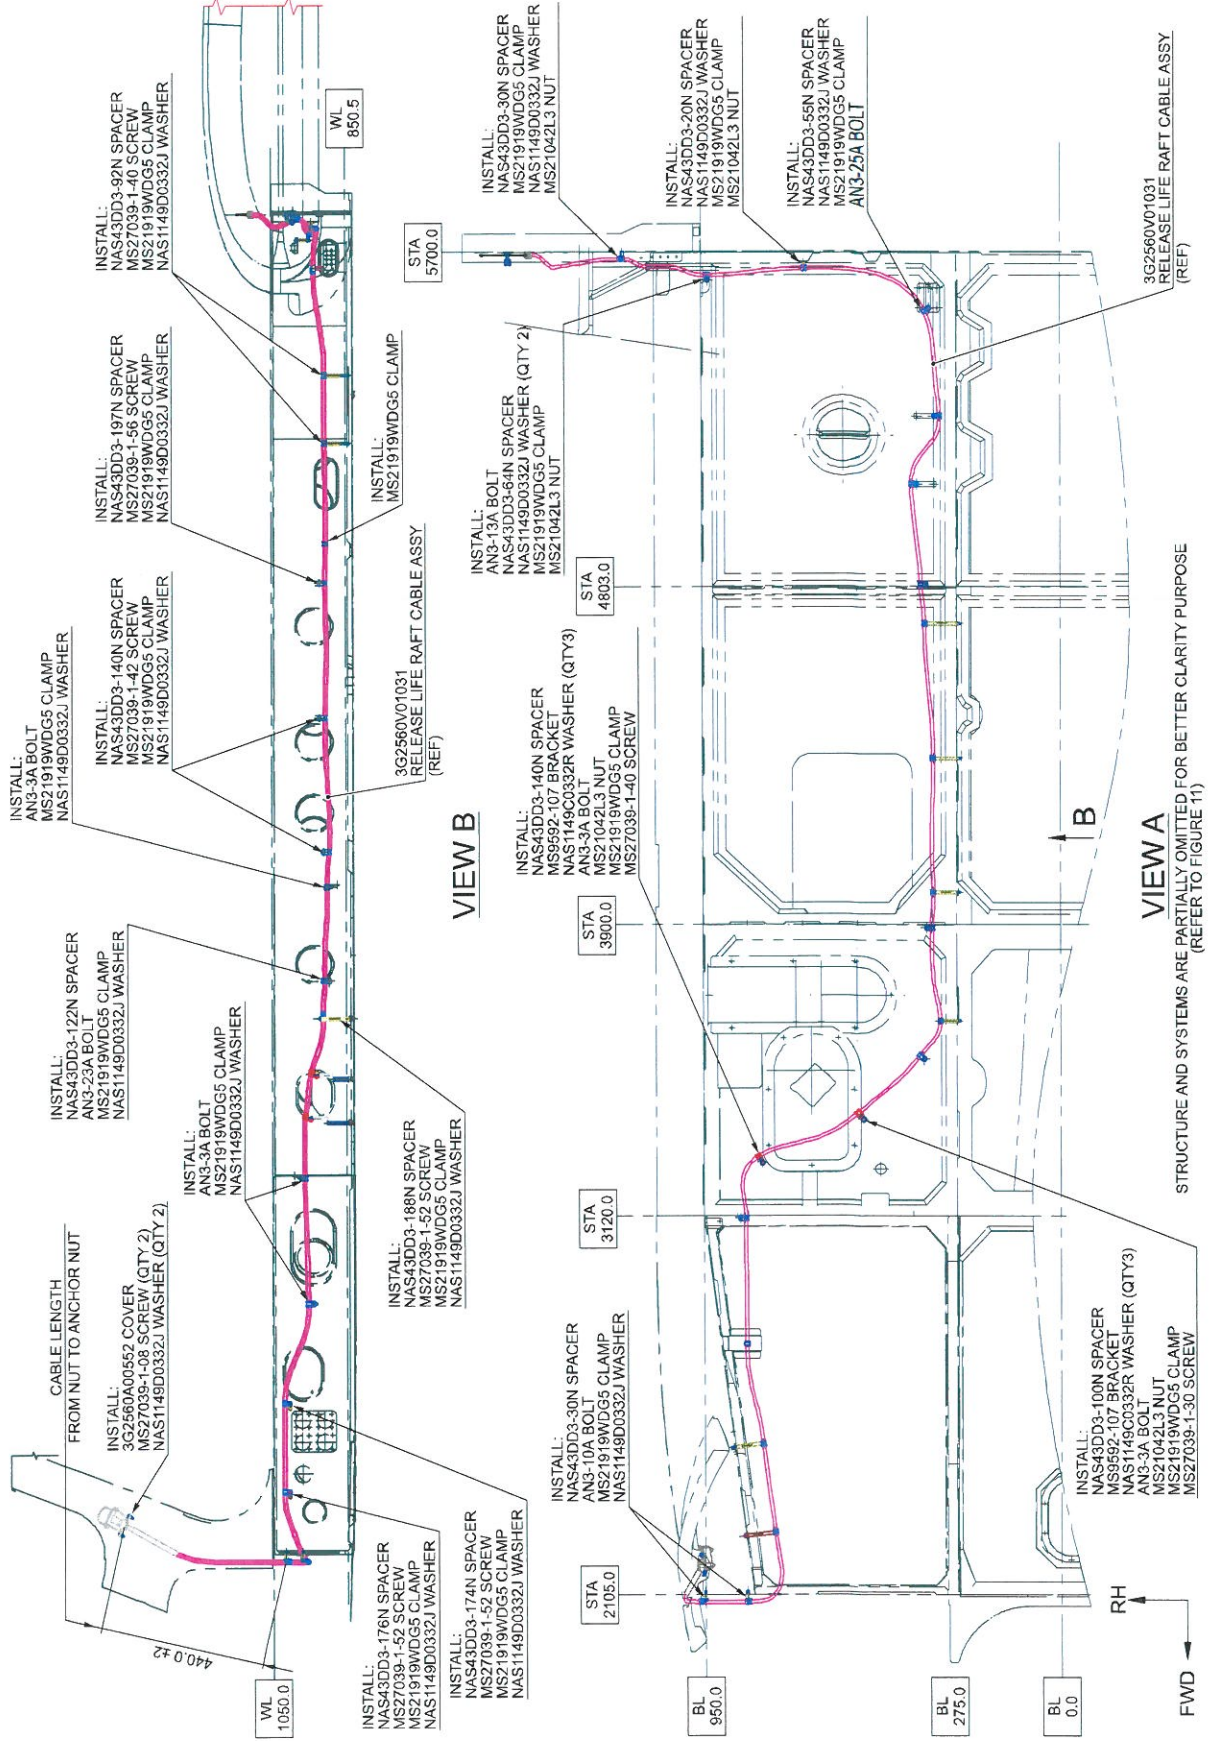 CABLE LENGTH
FROM NUT TO ANCHOR NUT
INSTALL:
3G2560A00552 COVER
MS27039-1-08 SCREW (QTY 2)
NAS1149D0332J WASHER (QTY 2)
440.0 ±2
WL
1050.0
INSTALL:
NAS43DD3-176N SPACER
MS27039-1-52 SCREW
MS21919WDG5 CLAMP
NAS1149D0332J WASHER
INSTALL:
NAS43DD3-174N SPACER
MS27039-1-52 SCREW
MS21919WDG5 CLAMP
NAS1149D0332J WASHER
INSTALL:
AN3-3A BOLT
MS21919WDG5 CLAMP
NAS1149D0332J WASHER
INSTALL:
NAS43DD3-188N SPACER
MS27039-1-52 SCREW
MS21919WDG5 CLAMP
NAS1149D0332J WASHER
INSTALL:
NAS43DD3-122N SPACER
AN3-23A BOLT
MS21919WDG5 CLAMP
NAS1149D0332J WASHER
INSTALL:
AN3-3A BOLT
MS21919WDG5 CLAMP
NAS1149D0332J WASHER
INSTALL:
NAS43DD3-140N SPACER
MS27039-1-42 SCREW
MS21919WDG5 CLAMP
NAS1149D0332J WASHER
3G2560V01031
RELEASE LIFE RAFT CABLE ASSY
(REF)
INSTALL:
NAS43DD3-197N SPACER
MS27039-1-56 SCREW
MS21919WDG5 CLAMP
NAS1149D0332J WASHER
INSTALL:
MS21919WDG5 CLAMP
INSTALL:
NAS43DD3-92N SPACER
MS27039-1-40 SCREW
MS21919WDG5 CLAMP
NAS1149D0332J WASHER
WL
850.5
VIEW B
STA
2105.0
STA
3120.0
STA
3900.0
STA
4803.0
STA
5700.0
INSTALL:
NAS43DD3-30N SPACER
AN3-10A BOLT
MS21919WDG5 CLAMP
NAS1149D0332J WASHER
INSTALL:
NAS43DD3-140N SPACER
MS9592-107 BRACKET
NAS1149C0332R WASHER (QTY3)
AN3-3A BOLT
MS21042L3 NUT
MS21919WDG5 CLAMP
MS27039-1-40 SCREW
INSTALL:
AN3-13A BOLT
NAS43DD3-64N SPACER
NAS1149D0332J WASHER (QTY 2)
MS21919WDG5 CLAMP
MS21042L3 NUT
INSTALL:
NAS43DD3-30N SPACER
MS21919WDG5 CLAMP
NAS1149D0332J WASHER
MS21042L3 NUT
INSTALL:
NAS43DD3-20N SPACER
NAS1149D0332J WASHER
MS21919WDG5 CLAMP
MS21042L3 NUT
INSTALL:
NAS43DD3-55N SPACER
NAS1149D0332J WASHER
MS21919WDG5 CLAMP
AN3-25A BOLT
3G2560V01031
RELEASE LIFE RAFT CABLE ASSY
(REF)
INSTALL:
NAS43DD3-100N SPACER
MS9592-107 BRACKET
NAS1149C0332R WASHER (QTY3)
AN3-3A BOLT
MS21042L3 NUT
MS21919WDG5 CLAMP
MS27039-1-30 SCREW
BL
950.0
BL
275.0
BL
0.0
RH
FWD
B
VIEW A
STRUCTURE AND SYSTEMS ARE PARTIALLY OMITTED FOR BETTER CLARITY PURPOSE
(REFER TO FIGURE 11)